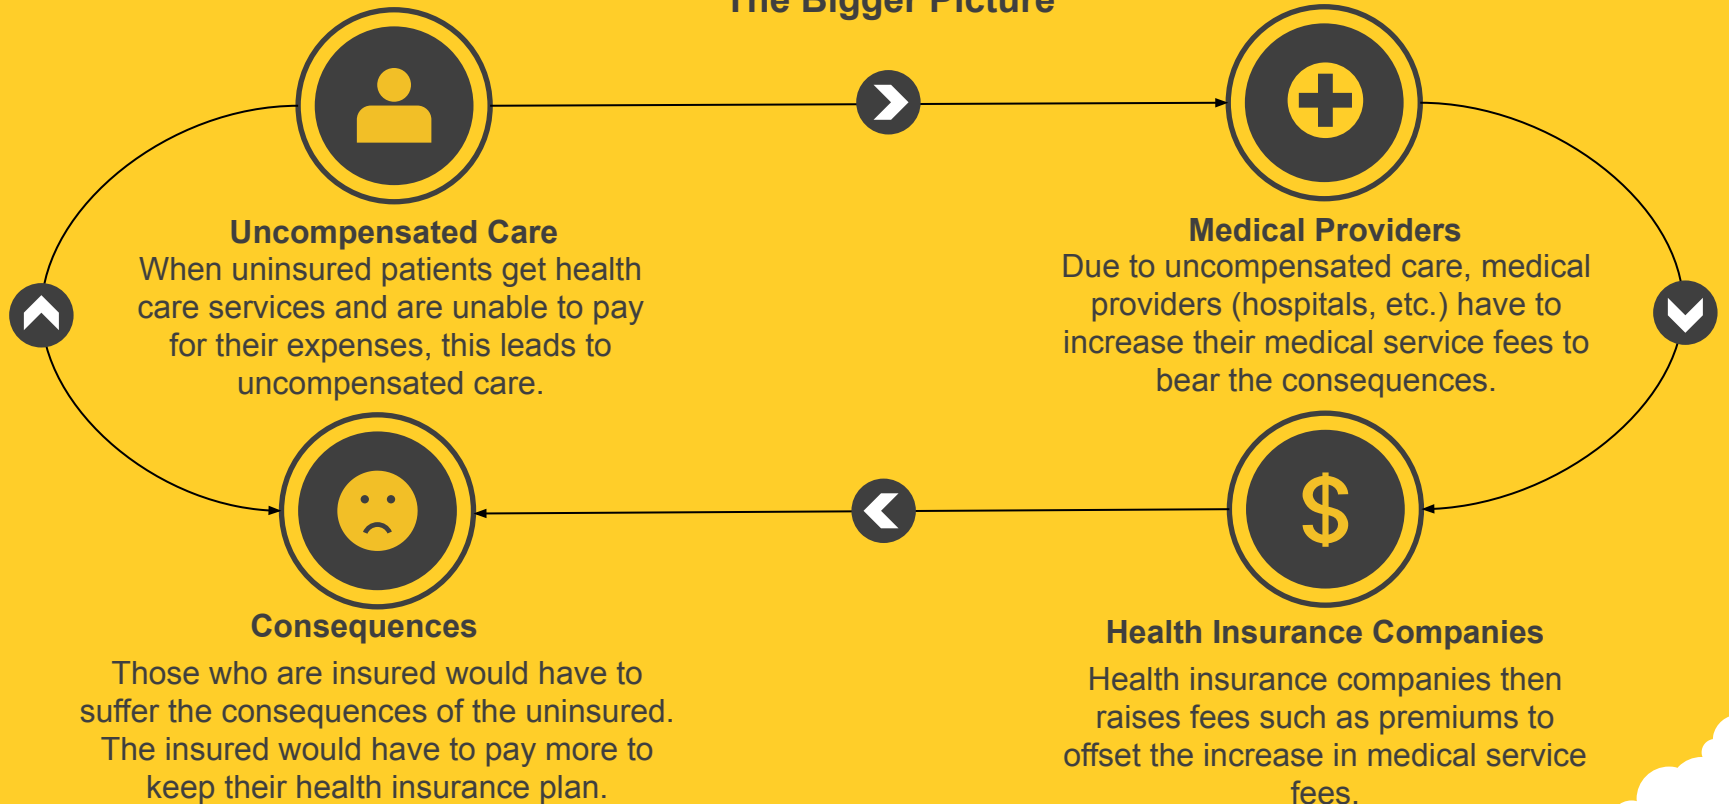 The Bigger Picture
Uncompensated Care
When uninsured patients get health
care services and are unable to pay
for their expenses, this leads to
uncompensated care.
Medical Providers
Due to uncompensated care, medical
providers (hospitals, etc.) have to
increase their medical service fees to
bear the consequences.
$
Health Insurance Companies
Health insurance companies then
raises fees such as premiums to
offset the increase in medical service
fees.
Consequences
Those who are insured would have to
suffer the consequences of the uninsured.
The insured would have to pay more to
keep their health insurance plan.